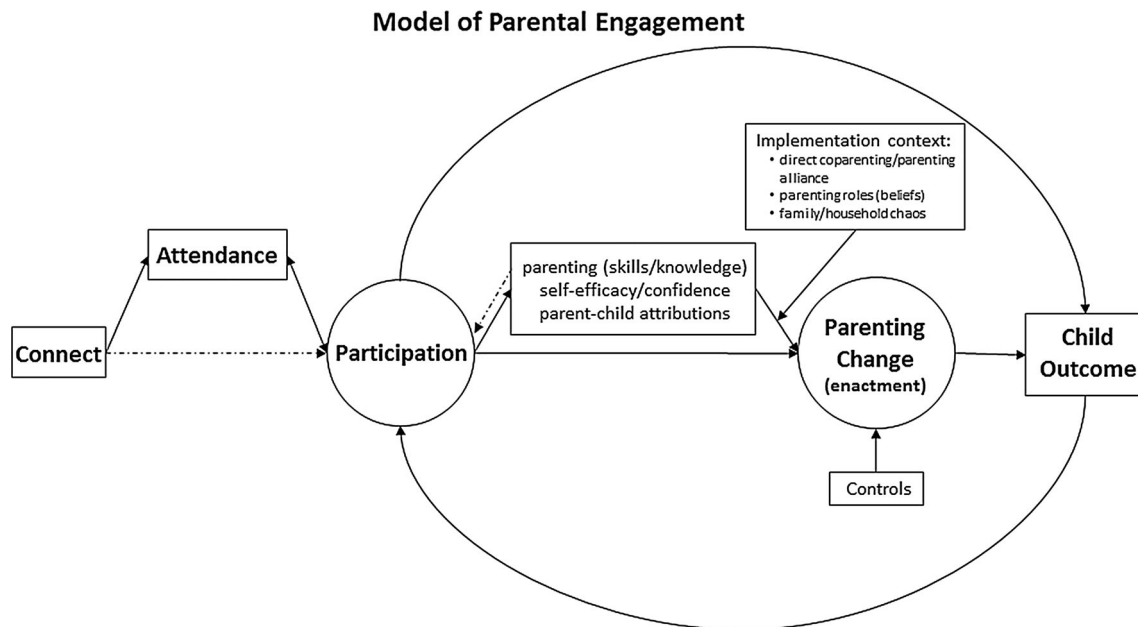 Model of Parental Engagement
Implementation context:
• direct coparenting/parenting
alliance
• parenting roles (beliefs)
• family/household chaos
Attendance
parenting (skills/knowledge)
self-efficacy/confidence
parent-child attributions
Connect
Participation
Parenting
Change
(enactment)
Child
Outcome
Controls